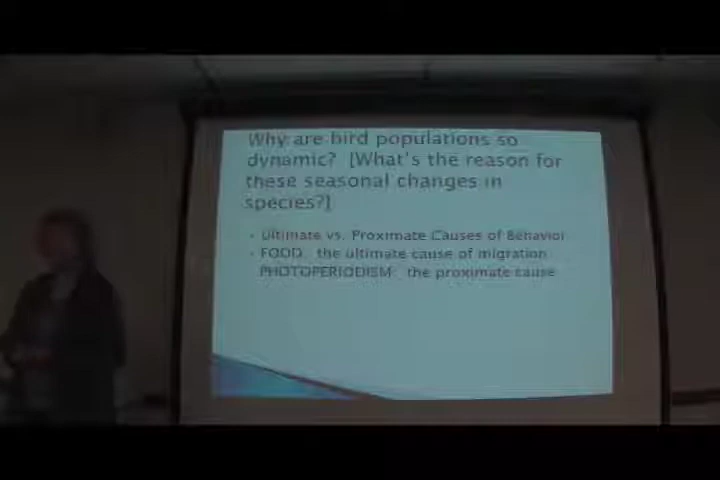 Why are bird populations so
dynamic? [What's the reason for
these seasonal changes in
species?]
Ultimate vs. Proximate Causes of Behavior
FOOD: the ultimate cause of migration
PHOTOPERIODISM: the proximate cause